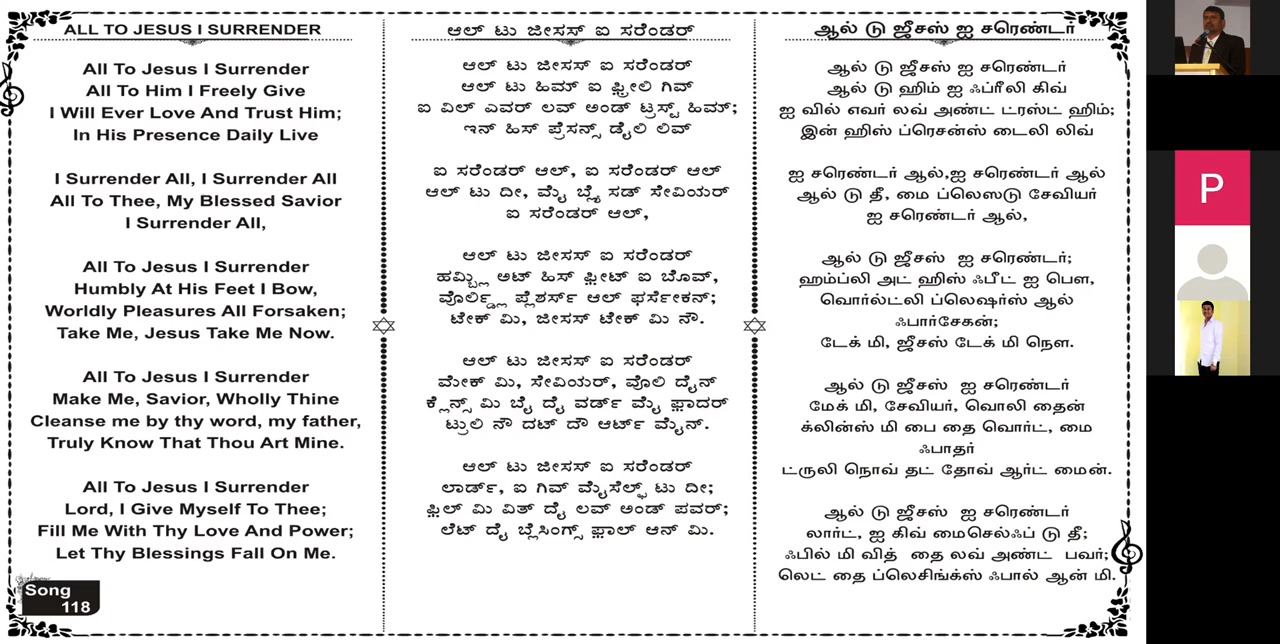 ALL TO JESUS I SURRENDER
All To Jesus I Surrender
All To Him I Freely Give
I Will Ever Love And Trust Him;
In His Presence Daily Live
I Surrender All, I Surrender All
All To Thee, My Blessed Savior
I Surrender All,
All To Jesus I Surrender
Humbly At His Feet I Bow,
Worldly Pleasures All Forsaken;
Take Me, Jesus Take Me Now.
All To Jesus I Surrender
Make Me, Savior, Wholly Thine
Cleanse me by thy word, my father,
Truly Know That Thou Art Mine.
All To Jesus I Surrender
Lord, I Give Myself To Thee;
Fill Me With Thy Love And Power;
Let Thy Blessings Fall On Me.
Song
118
ಆಲ್ ಟು ಜೀಸಸ್ ಐ ಸರೆಂಡರ್
ಆಲ್ ಟು ಜೀಸಸ್ ಐ ಸರೆಂಡರ್
ಆಲ್ ಟು ಹಿಮ್ ಐ ಫ್ರೀಲಿ ಗಿವ್
ಐ ವಿಲ್ ಎವರ್ ಲವ್ ಅಂಡ್ ಟ್ರಸ್ಟ್ ಹಿಮ್;
ಇನ್ ಹಿಸ್ ಪ್ರೆಸನ್ಸ್ ಡೈಲಿ ಲಿವ್
ಐ ಸರೆಂಡರ್ ಆಲ್, ಐ ಸರೆಂಡರ್ ಆಲ್
ಆಲ್ ಟು ದೀ, ಮೈ ಬ್ಲೈಸಡ್ ಸೇವಿಯರ್
ಐ ಸರೆಂಡರ್ ಆಲ್,
ಆಲ್ ಟು ಜೀಸಸ್ ಐ ಸರೆಂಡರ್
ಹಮ್ಬ್ಲಿ ಅಟ್ ಹಿಸ್ ಫೀಟ್ ಐ ಬೊವ್,
ವೊರ್ಲ್ಡ್ಲಿ ಪ್ಲೆಶರ್ಸ್ ಆಲ್ ಫರ್ಸೆಕನ್;
ಟೇಕ್ ಮಿ, ಜೀಸಸ್ ಟೇಕ್ ಮಿ ನೌ.
ಆಲ್ ಟು ಜೀಸಸ್ ಐ ಸರೆಂಡರ್
ಮೇಕ್ ಮಿ, ಸೇವಿಯರ್, ವೊಲಿ ದೈನ್
ಕ್ಲೆನ್ಸ್ ಮಿ ಬೈ ದೈ ವರ್ಡ್ ಮೈ ಫಾದರ್
ಟ್ರುಲಿ ನೌ ದಟ್ ದೌ ಆರ್ಟ್ ಮೈನ್.
ಆಲ್ ಟು ಜೀಸಸ್ ಐ ಸರೆಂಡರ್
ಲಾರ್ಡ್, ಐ ಗಿವ್ ಮೈಸೆಲ್ಫ್ ಟು ದೀ;
ಫಿಲ್ ಮಿ ವಿತ್ ದೈ ಲವ್ ಅಂಡ್ ಪವರ್;
ಲೆಟ್ ದೈ ಬ್ಲೆಸಿಂಗ್ಸ್ ಫಾಲ್ ಆನ್ ಮಿ.
ஆல் டு ஜீசஸ் ஐ சரெண்டர்
ஆல் டு ஜீசஸ் ஐ சரெண்டர்
ஆல் டு ஹிம் ஐ ஃப்ரீலி கிவ்
ஐ வில் எவர் லவ் அண்ட் ட்ரஸ்ட் ஹிம்;
இன் ஹிஸ் ப்ரெசன்ஸ் டைலி லிவ்
ஐ சரெண்டர் ஆல்,ஐ சரெண்டர் ஆல்
ஆல் டு தீ, மை ப்லெஸடு சேவியர்
ஐ சரெண்டர் ஆல்,
ஆல் டு ஜீசஸ் ஐ சரெண்டர்;
ஹம்ப்லி அட் ஹிஸ் ஃபீட் ஐ பௌ,
வொர்ல்ட்லி ப்லெஷர்ஸ் ஆல்
ஃபார்சேகன்;
டேக் மி, ஜீசஸ் டேக் மி நௌ.
ஆல் டு ஜீசஸ் ஐ சரெண்டர்
மேக் மி, சேவியர், வொலி தைன்
க்லின்ஸ் மி பை தை வொர்ட், மை
ஃபாதர்
ட்ருலி நொவ் தட் தோவ் ஆர்ட் மைன்.
ஆல் டு ஜீசஸ் ஐ சரெண்டர்
லார்ட், ஐ கிவ் மைசெல்ஃப் டு தீ;
ஃபில் மி வித் தை லவ் அண்ட் பவர்;
லெட் தை ப்லெசிங்க்ஸ் ஃபால் ஆன் மி.
P